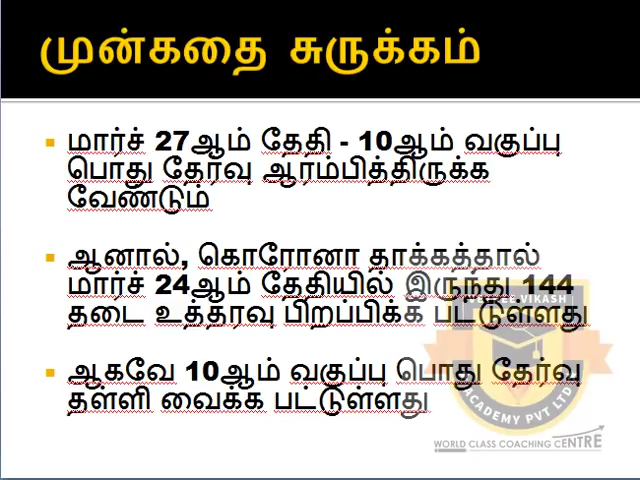 முன்கதை சுருக்கம்
மார்ச் 27ஆம் தேதி - 10ஆம் வகுப்பு
பொது தேர்வு ஆரம்பித்திருக்க
வேண்டும்
ஆனால், கொரோனா தாக்கத்தால்
மார்ச் 24ஆம் தேதியில் இருந்து 144
தடை உத்தரவு பிறப்பிக்க பட்டுள்ளது
ஆகவே 10ஆம் வகுப்பு பொது தேர்வு
தள்ளி வைக்க பட்டுள்ளது
VIKASH
ACADEMY PVT LTD
WORLD CLASS COACHING CENTRE